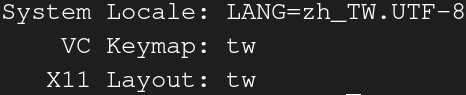 System Locale: LANG=zh_TW.UTF-8
VC Keymap: tw
X11 Layout: tw